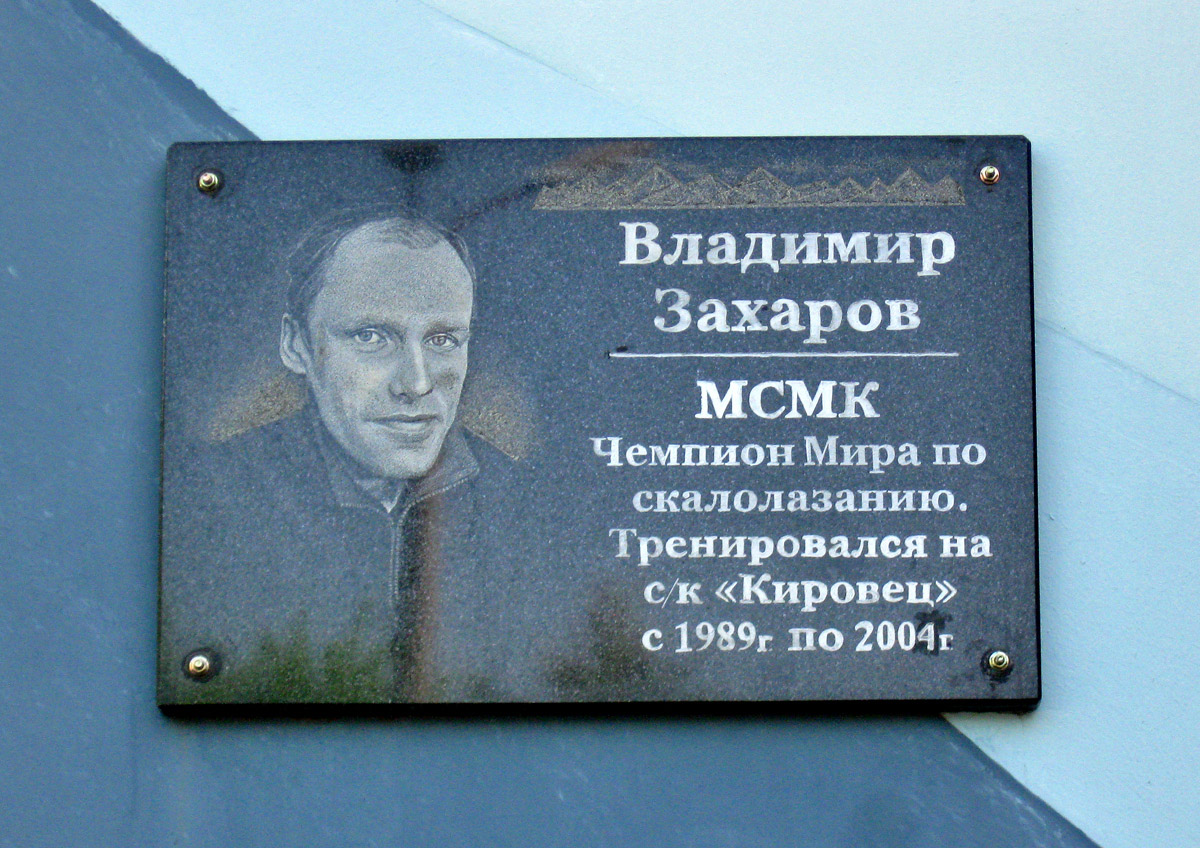 Владимир
Захаров
МСМК
Чемпион Мира по
скалолазанию.
Тренировался на
с/к «Кировец»
с 1989г по 2004г